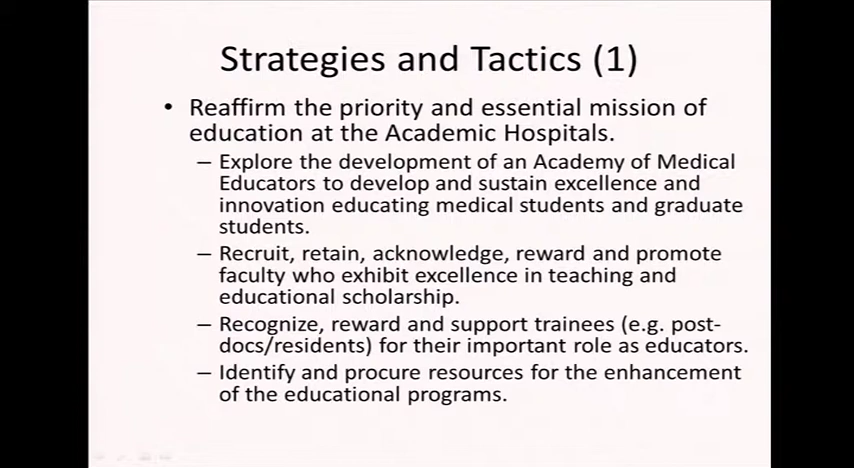 Strategies and Tactics (1)
• Reaffirm the priority and essential mission of
education at the Academic Hospitals.
– Explore the development of an Academy of Medical
Educators to develop and sustain excellence and
innovation educating medical students and graduate
students.
– Recruit, retain, acknowledge, reward and promote
faculty who exhibit excellence in teaching and
educational scholarship.
– Recognize, reward and support trainees (e.g. post-
docs/residents) for their important role as educators.
– Identify and procure resources for the enhancement
of the educational programs.